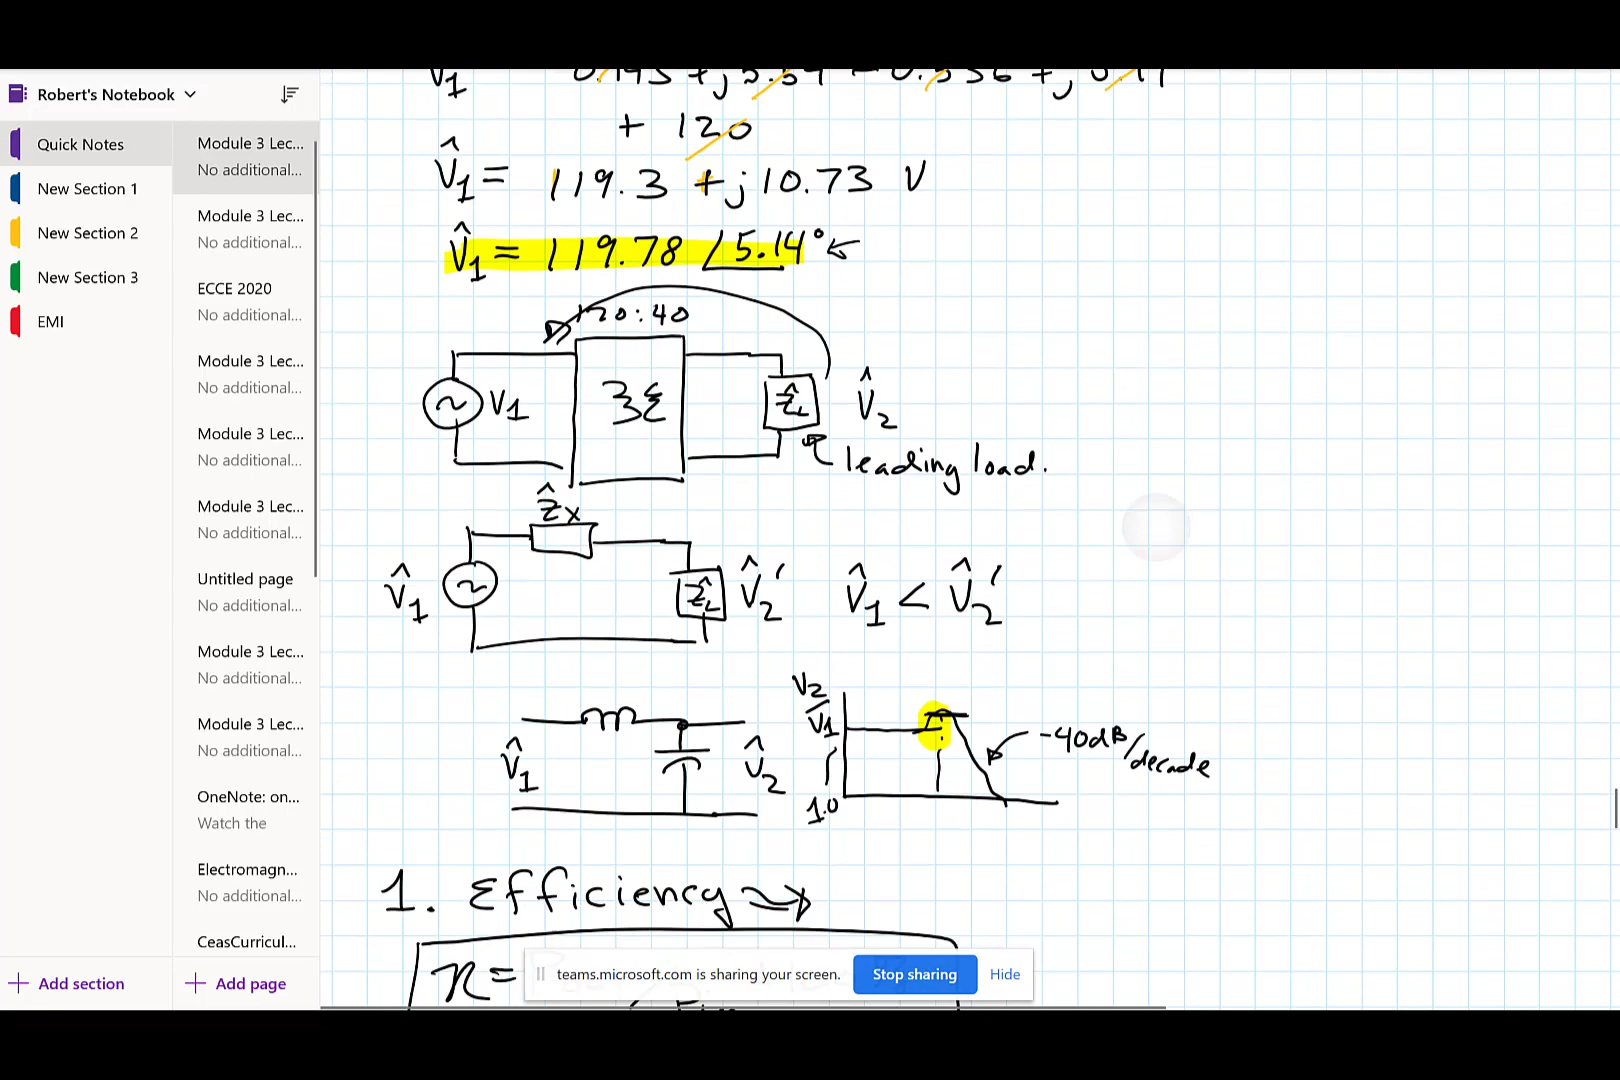 Robert's Notebook
Quick Notes
New Section 1
New Section 2
New Section 3
EMI
Add section
Module 3 Lec...
No additional...
Module 3 Lec...
No additional...
ECCE 2020
No additional...
Module 3 Lec...
No additional...
Module 3 Lec...
No additional...
Module 3 Lec...
No additional...
Untitled page
No additional...
Module 3 Lec...
No additional...
Module 3 Lec...
No additional...
OneNote: on...
Watch the
Electromagn...
No additional...
CeasCurricul...
Add page
V1
+ 120
V̂1 = 119.3 + j10.73 V
V̂1 = 119.78 /5.14°
120:40
V1
ẐL
V̂2
leading load.
Ẑx
V̂1
ẐL
V̂2'
V̂1 < V̂2'
V̂1
V̂2
V2/V1
1.0
-40dB/decade
1. Efficiency
η =
teams.microsoft.com is sharing your screen.
Stop sharing
Hide